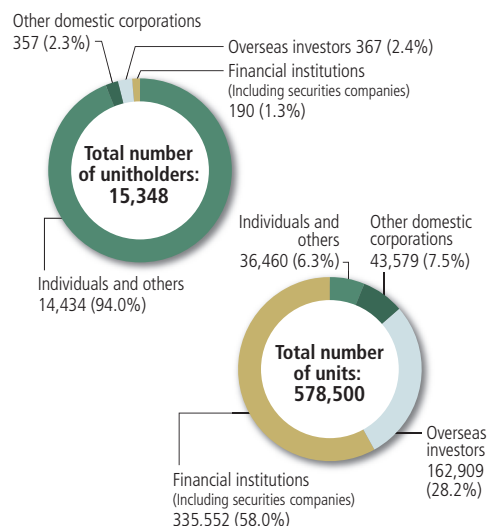 Other domestic corporations
357 (2.3%)
Overseas investors 367 (2.4%)
Financial institutions
(Including securities companies)
190 (1.3%)
Total number
of unitholders:
15,348
Individuals and others
14,434 (94.0%)
Individuals and
others
36,460 (6.3%)
Other domestic
corporations
43,579 (7.5%)
Total number
of units:
578,500
Overseas
investors
162,909
(28.2%)
Financial institutions
(Including securities companies)
335,552 (58.0%)